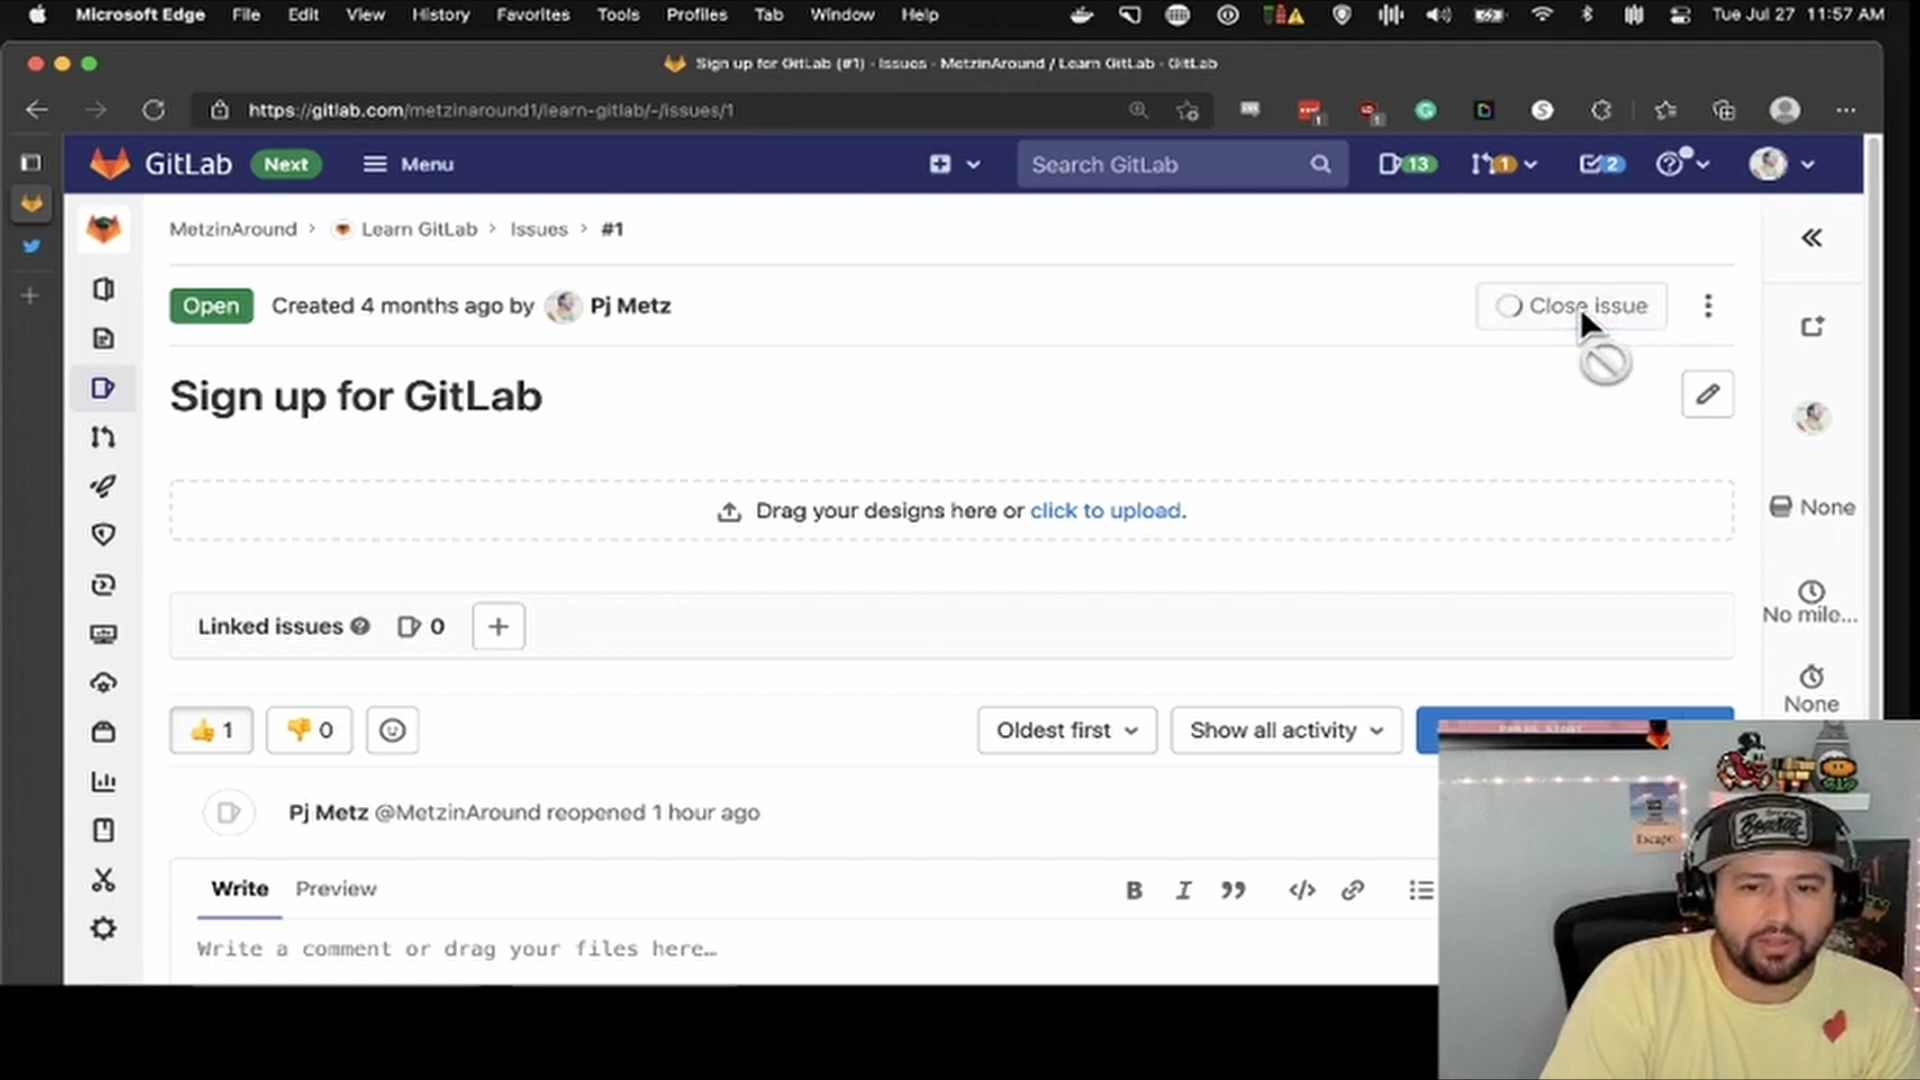 Microsoft Edge File Edit View History Favorites Tools Profiles Tab Window Help Tue Jul 27 11:57 AM
Sign up for GitLab (#1) · Issues · MetzinAround / Learn GitLab · GitLab
https://gitlab.com/metzinaround1/learn-gitlab/-/issues/1
1
1
GitLab Next Menu Search GitLab 13 1 2
MetzinAround > Learn GitLab > Issues > #1
Open Created 4 months ago by Pj Metz Close issue
Sign up for GitLab
Drag your designs here or click to upload.
None
Linked issues 0
No mile...
None
1 0 Oldest first Show all activity
Pj Metz @MetzinAround reopened 1 hour ago
Write Preview B I
Write a comment or drag your files here…
Escape
Beards